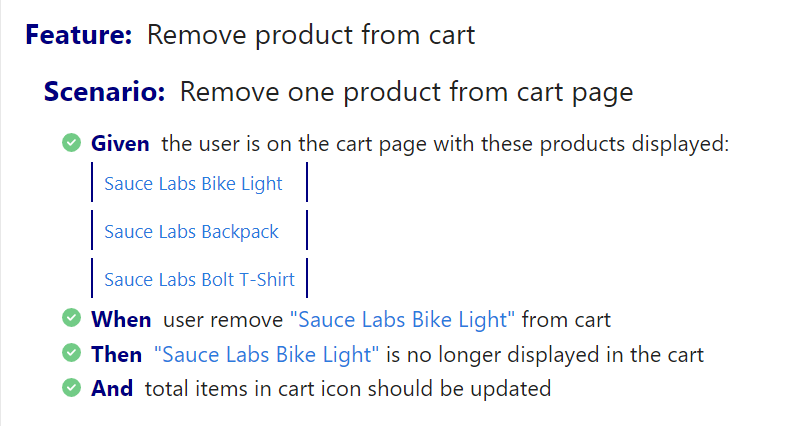 Feature: Remove product from cart
Scenario: Remove one product from cart page
Given the user is on the cart page with these products displayed:
Sauce Labs Bike Light
Sauce Labs Backpack
Sauce Labs Bolt T-Shirt
When user remove "Sauce Labs Bike Light" from cart
Then "Sauce Labs Bike Light" is no longer displayed in the cart
And total items in cart icon should be updated